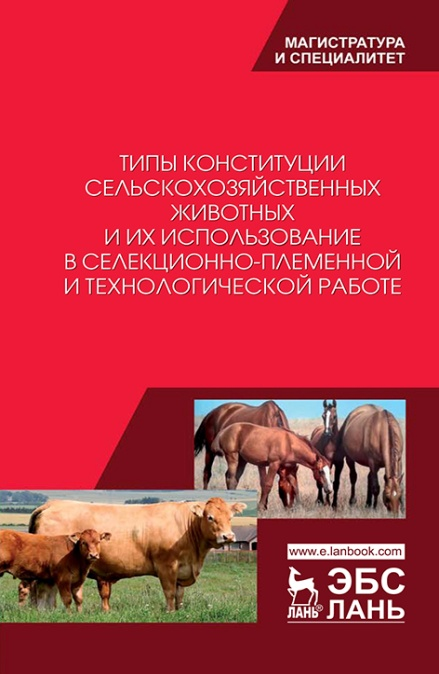 МАГИСТРАТУРА
И СПЕЦИАЛИТЕТ
ТИПЫ КОНСТИТУЦИИ
СЕЛЬСКОХОЗЯЙСТВЕННЫХ
ЖИВОТНЫХ
И ИХ ИСПОЛЬЗОВАНИЕ
В СЕЛЕКЦИОННО-ПЛЕМЕННОЙ
И ТЕХНОЛОГИЧЕСКОЙ РАБОТЕ
www.e.lanbook.com
ЛАНЬ®
ЭБС
ЛАНЬ